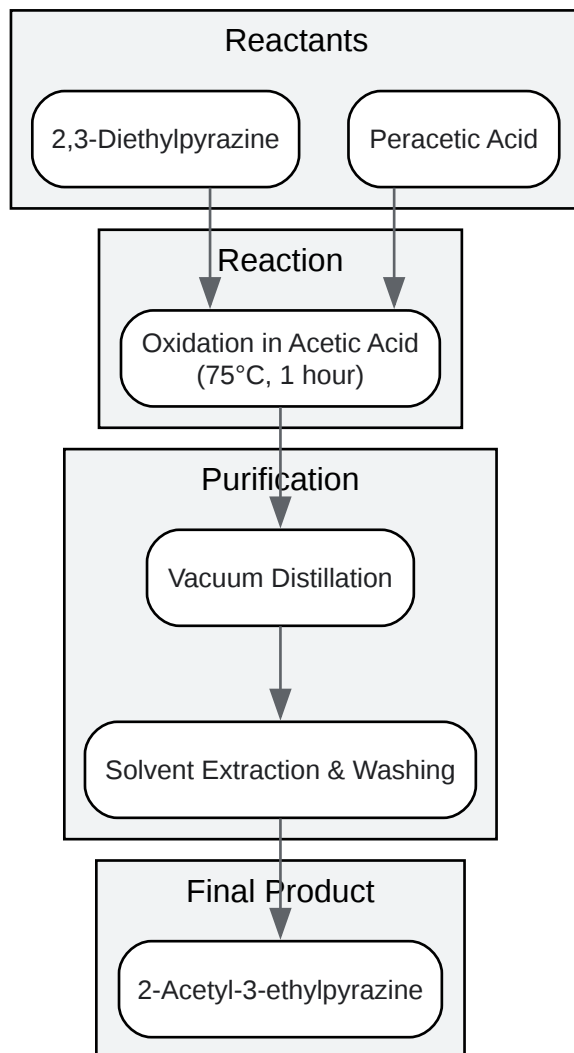 Reactants
2,3-Diethylpyrazine
Peracetic Acid
Reaction
Oxidation in Acetic Acid
(75°C, 1 hour)
Purification
Vacuum Distillation
Solvent Extraction & Washing
Final Product
2-Acetyl-3-ethylpyrazine